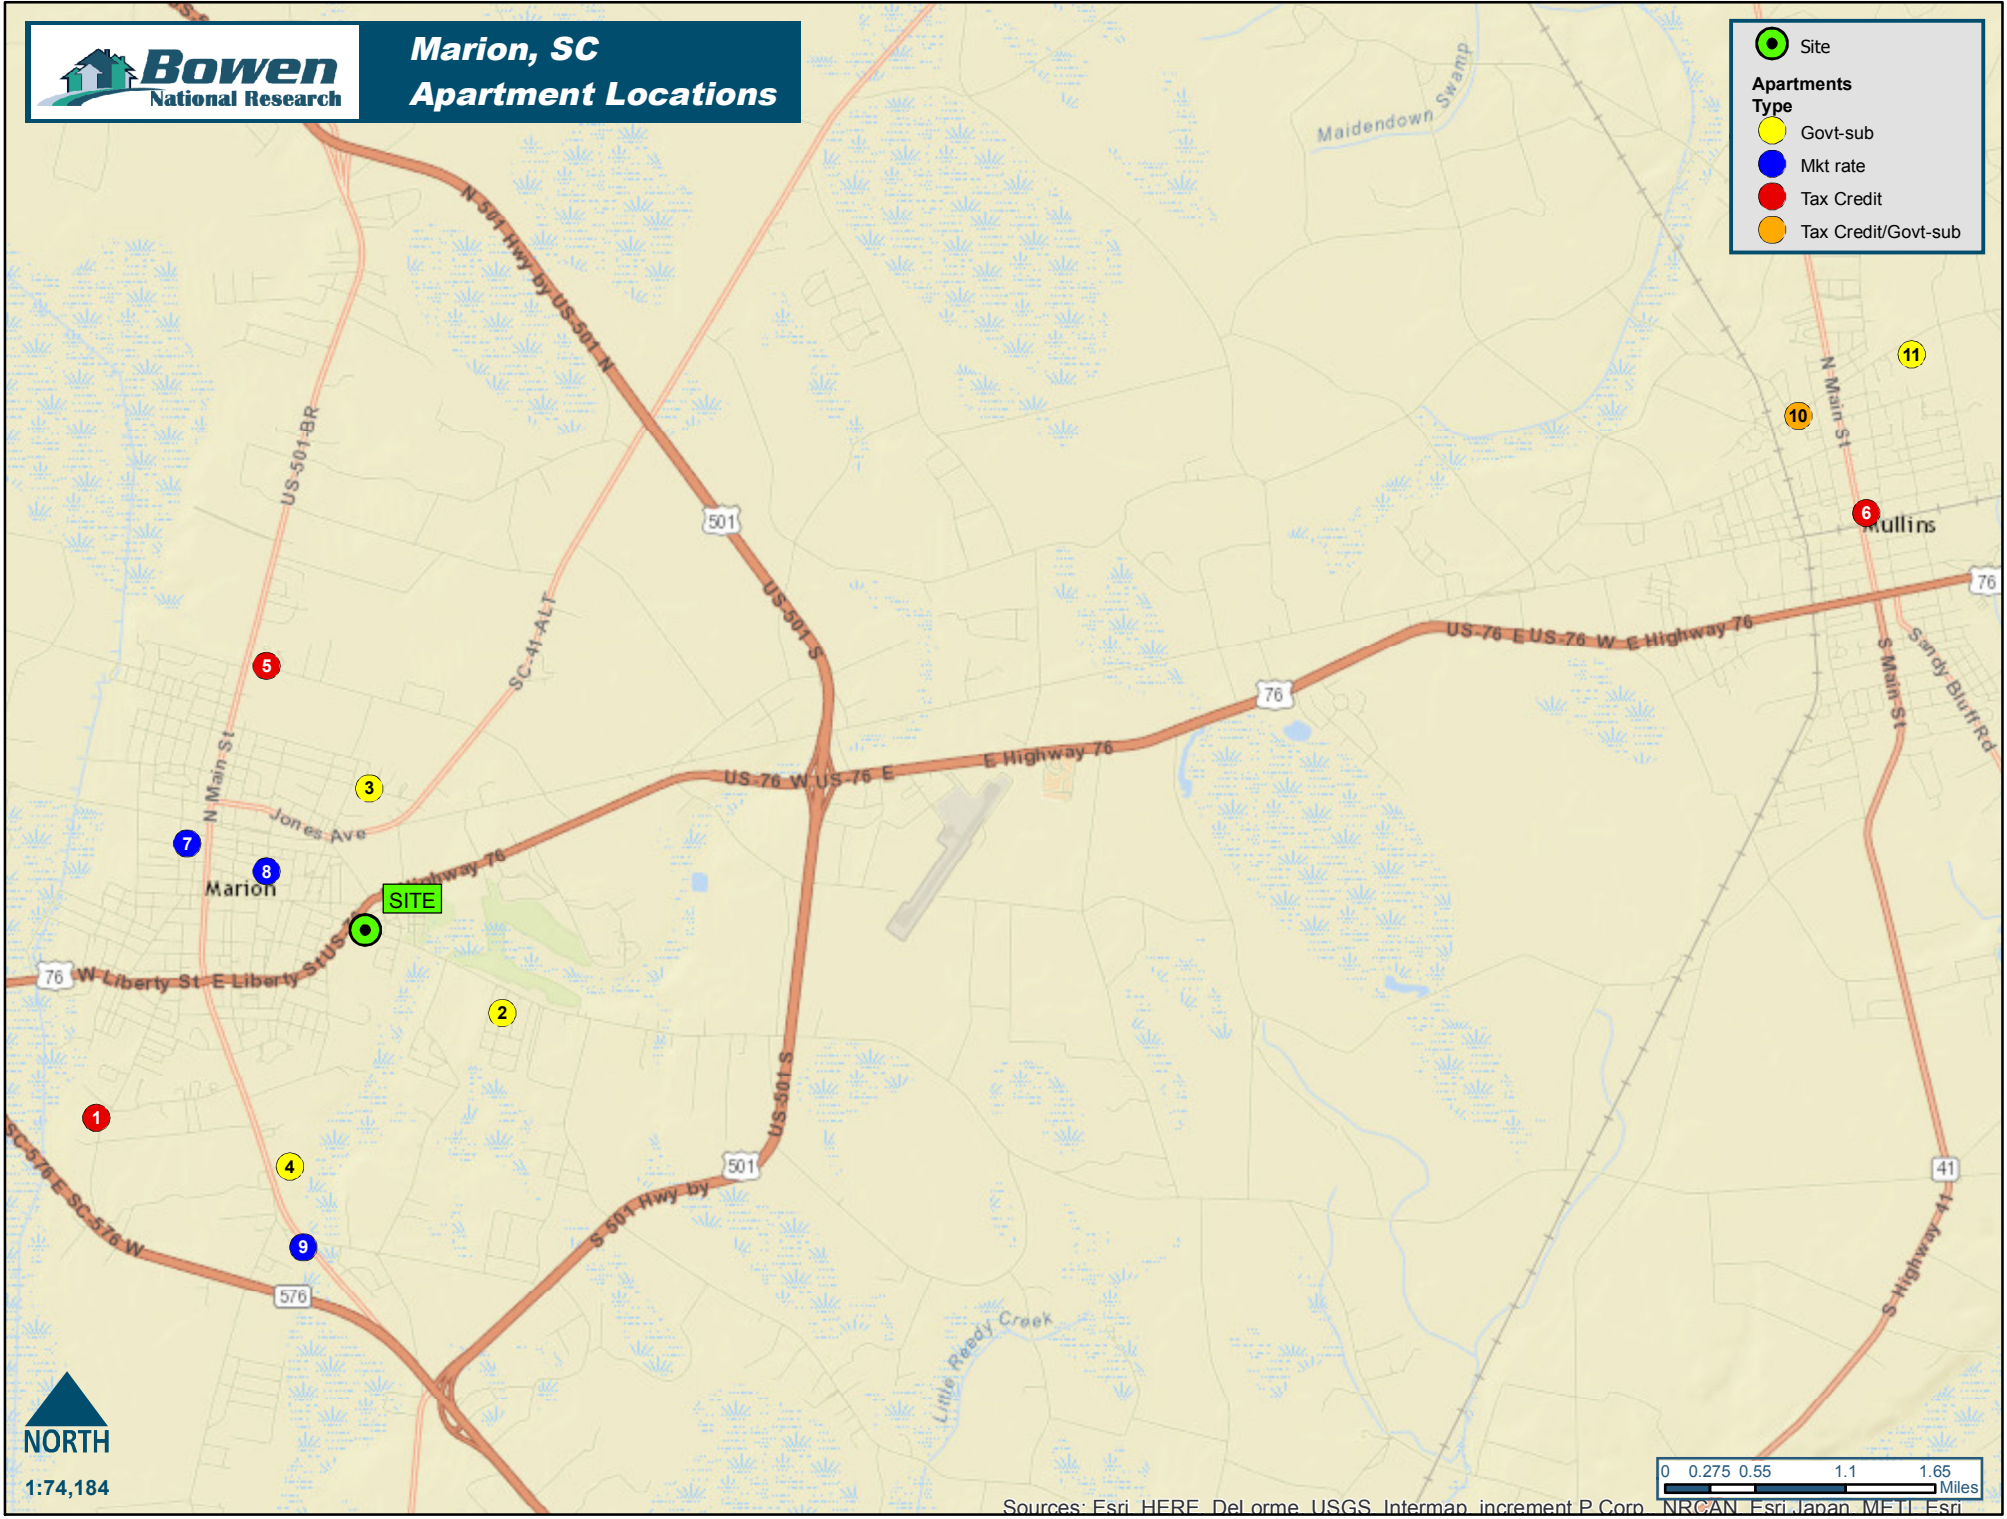 US-5
Bowen
National Research
Marion, SC
Apartment Locations
Site
Apartments
Type
Govt-sub
Mkt rate
Tax Credit
Tax Credit/Govt-sub
Maidendown Swamp
N 501 Hwy by US-501 N
US-501-BR
SC-41-ALT
501
US-501 S
N Main St
11
10
6
Mullins
76
US-76 E US-76 W E Highway 76
S Main St
Sandy Bluff Rd
76
5
N Main St
3
Jones Ave
7
8
Marion
US-76 W US-76 E
E Highway 76
Highway 76
SITE
76
W Liberty St E Liberty St US-76
2
1
4
9
US-501 S
501
S 501 Hwy by
SC-576 E SC-576 W
576
41
S Highway 41
Little Reedy Creek
NORTH
1:74,184
0 0.275 0.55 1.1 1.65
Miles
Sources: Esri, HERE, DeLorme, USGS, Intermap, increment P Corp., NRCAN, Esri Japan, METI, Esri